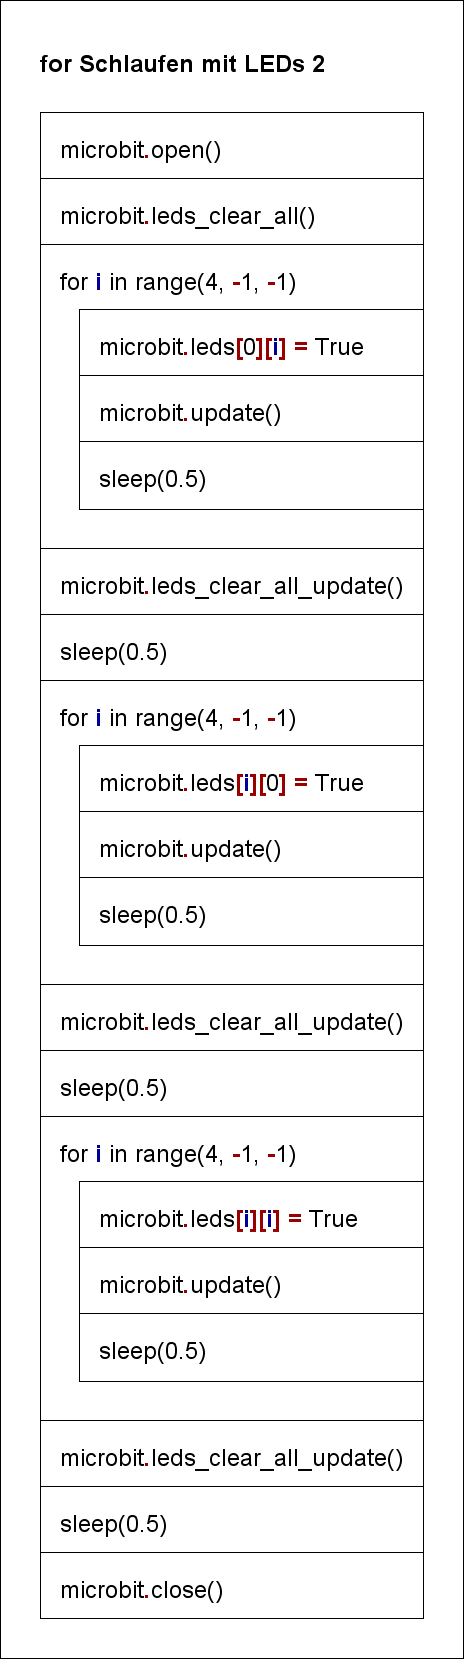 for Schlaufen mit LEDs 2
microbit.open()
microbit.leds_clear_all()
for i in range(4, -1, -1)
microbit.leds[0][i] = True
microbit.update()
sleep(0.5)
microbit.leds_clear_all_update()
sleep(0.5)
for i in range(4, -1, -1)
microbit.leds[i][0] = True
microbit.update()
sleep(0.5)
microbit.leds_clear_all_update()
sleep(0.5)
for i in range(4, -1, -1)
microbit.leds[i][i] = True
microbit.update()
sleep(0.5)
microbit.leds_clear_all_update()
sleep(0.5)
microbit.close()